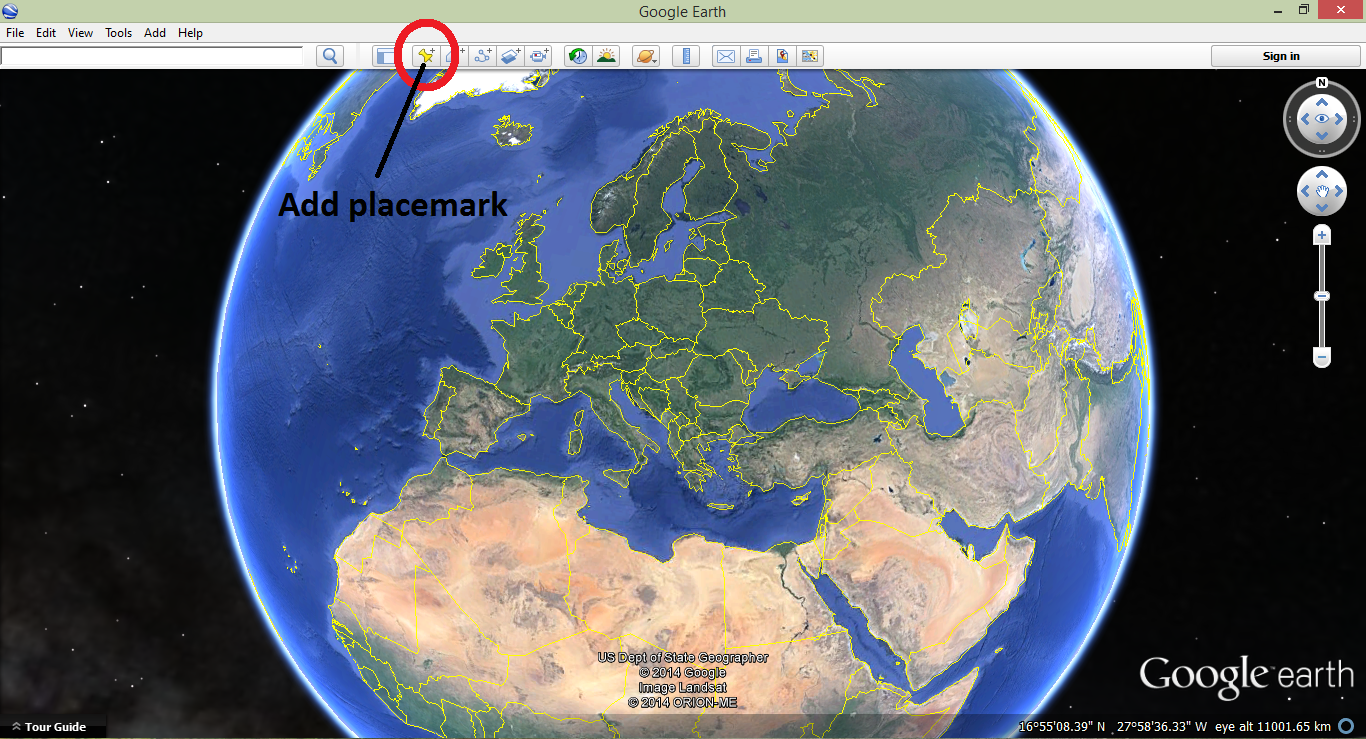 Google Earth
File Edit View Tools Add Help
Sign in
N
Add placemark
US Dept of State Geographer
© 2014 Google
Image Landsat
© 2014 ORION-ME
Google earth
Tour Guide
16°55'08.39" N 27°58'36.33" W eye alt 11001.65 km